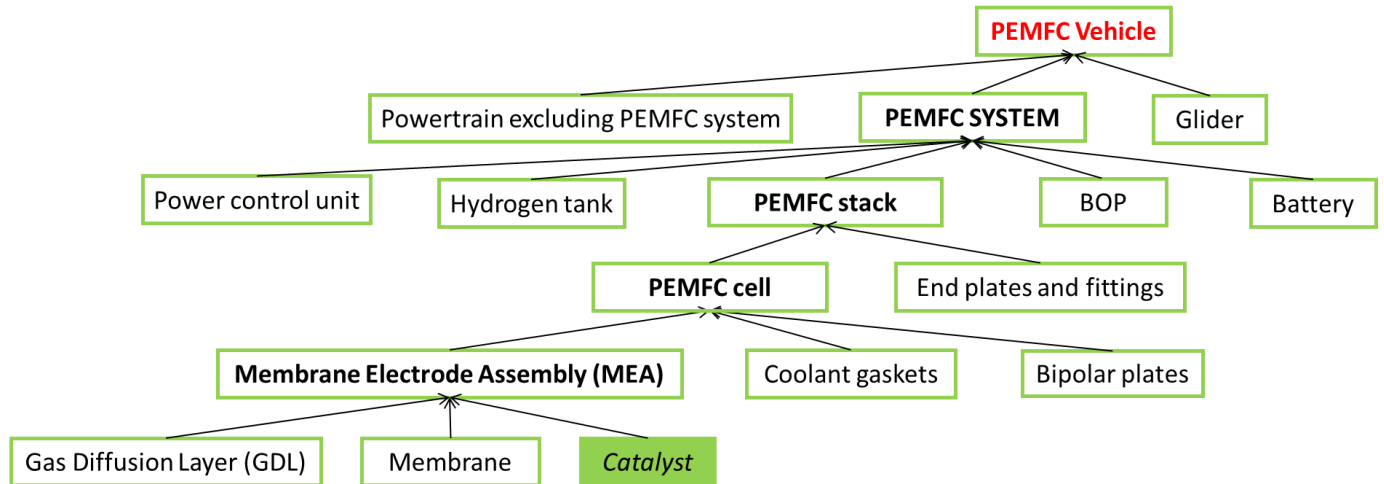 PEMFC Vehicle
Powertrain excluding PEMFC system
PEMFC SYSTEM
Glider
Power control unit
Hydrogen tank
PEMFC stack
BOP
Battery
PEMFC cell
End plates and fittings
Membrane Electrode Assembly (MEA)
Coolant gaskets
Bipolar plates
Gas Diffusion Layer (GDL)
Membrane
Catalyst